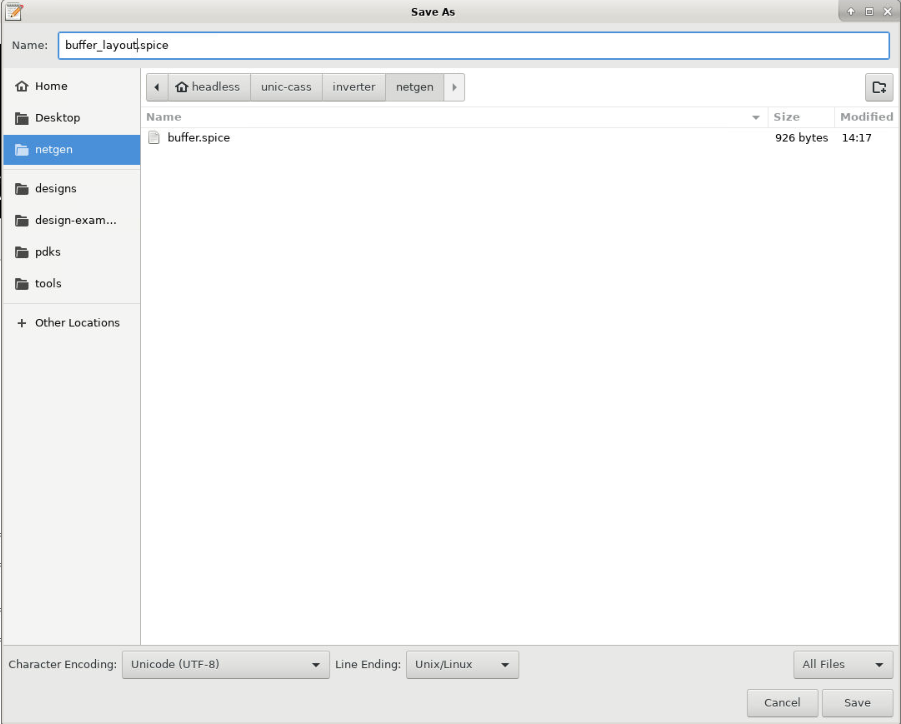 Save As
Name: buffer_layout.spice
Home
Desktop
netgen
designs
design-exam...
pdks
tools
Other Locations
headless unic-cass inverter netgen
Name Size Modified
buffer.spice 926 bytes 14:17
Character Encoding: Unicode (UTF-8) Line Ending: Unix/Linux All Files
Cancel Save